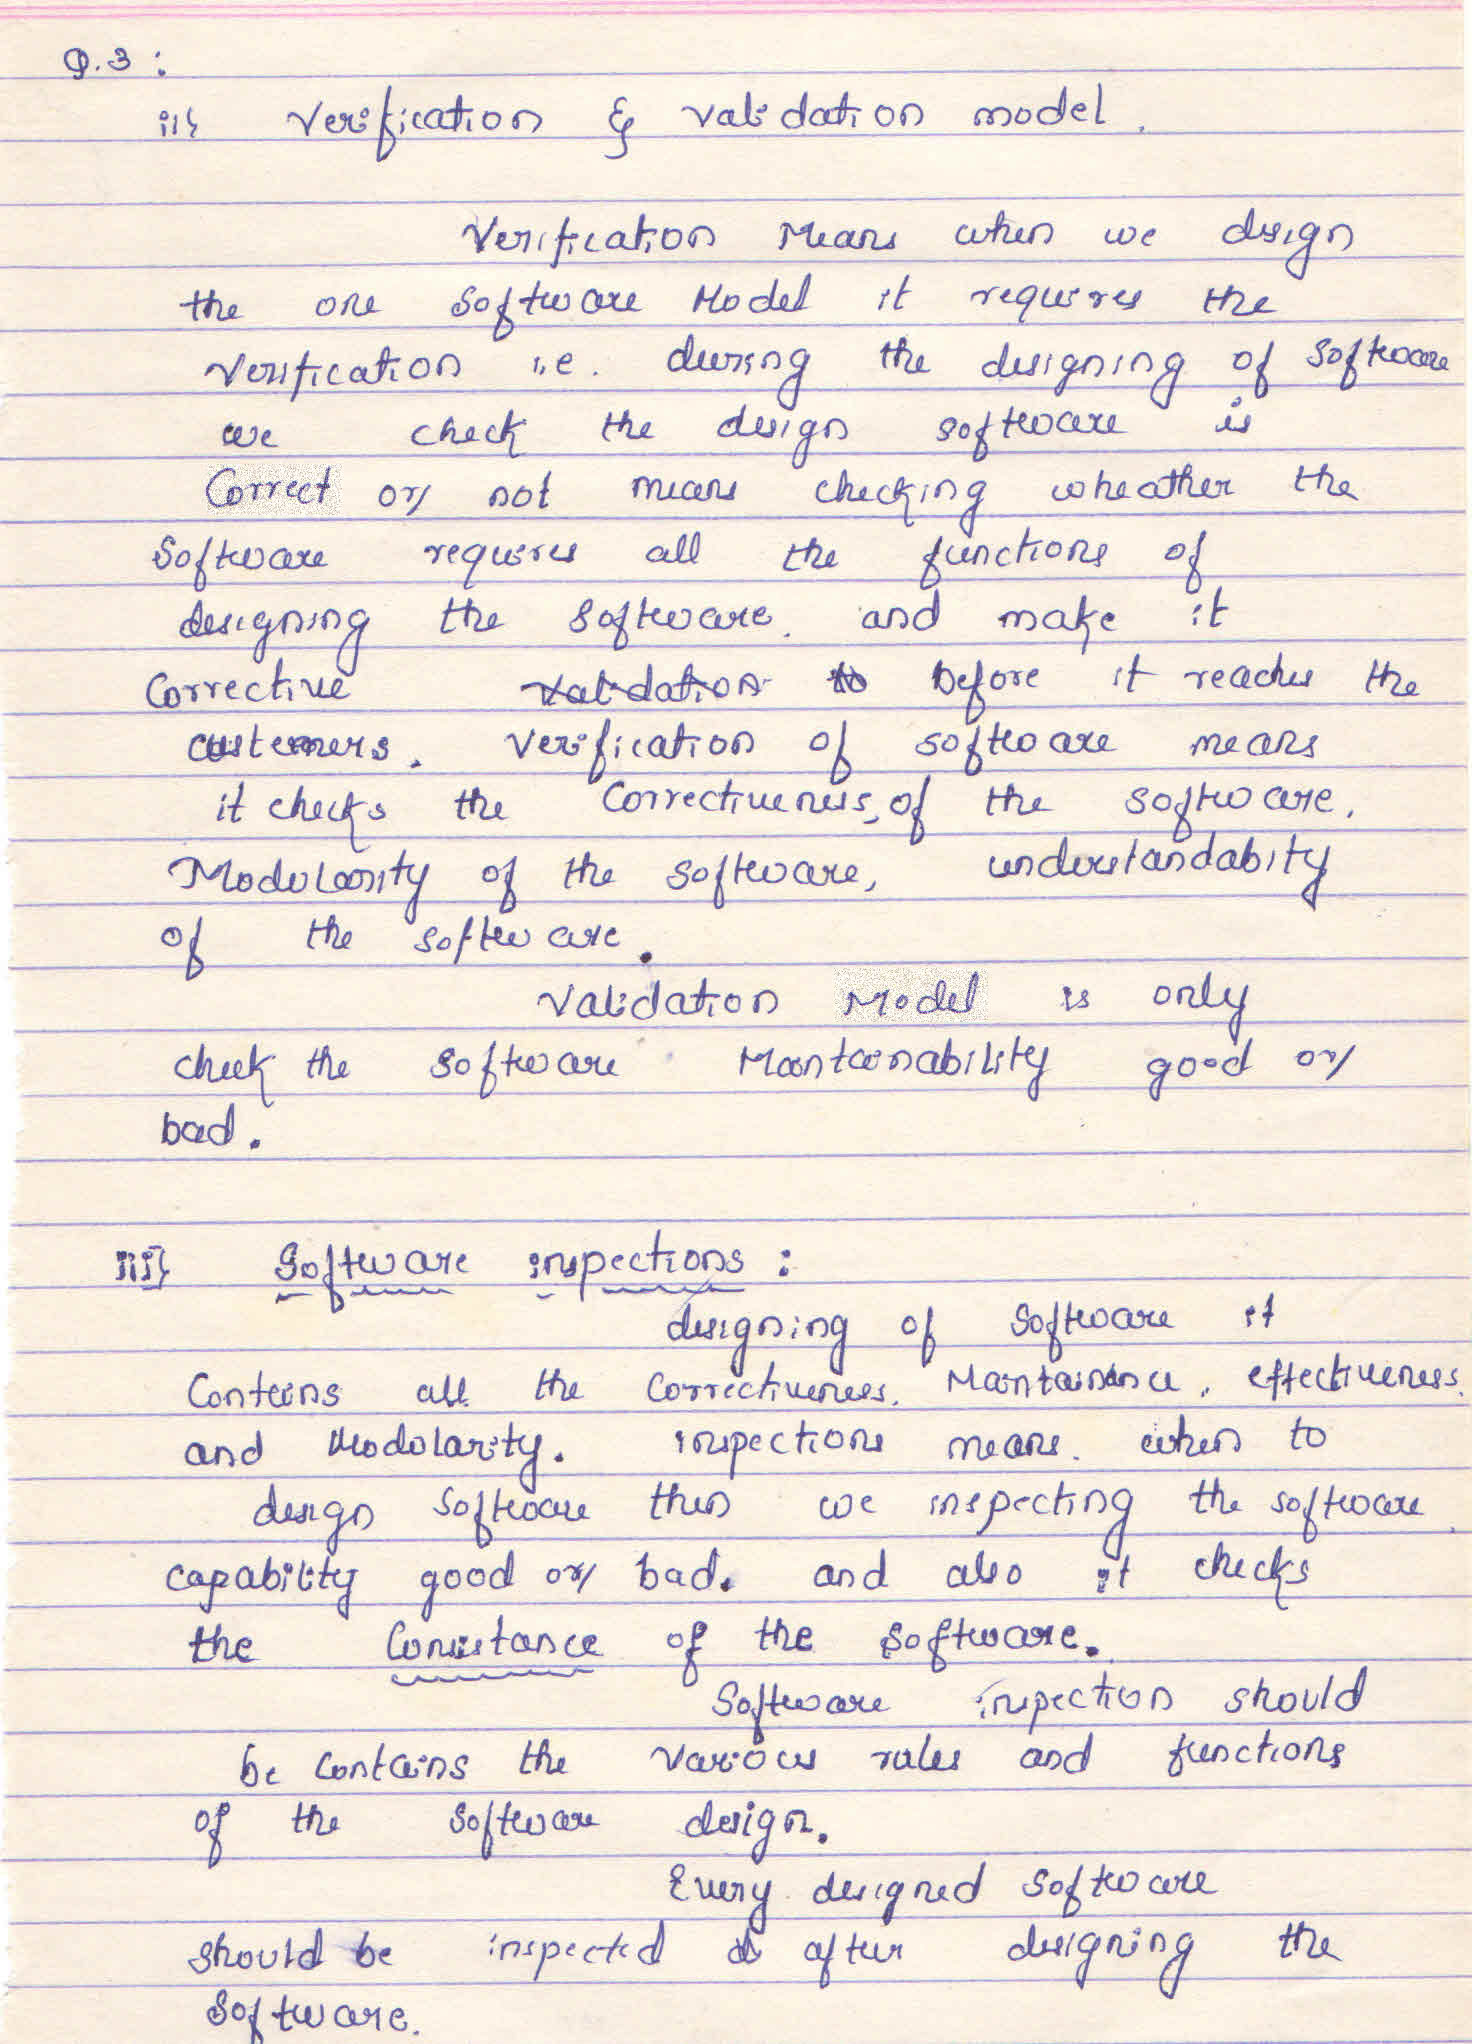 Q.3 :
ii} Verification & Validation model.
Verification Means when we design
the one software Model it requires the
Verification i.e. during the designing of software
we check the design software is
Correct or not means checking wheather the
software requires all the functions of
designing the software. and make it
Corrective Validation to before it reaches the
customers. Verification of software means
it checks the Correctiveness, of the software,
Modularity of the software, understandabity
of the software.
Validation Model is only
check the software Maintainability good or
bad.
iii} Software inspections :
designing of software it
Contains all the Correctiveness, Maintainance, effectiveness.
and Modularity. inspections means. when to
design software then we inspecting the software
capability good or bad. and also it checks
the Consistance of the software.
Software inspection should
be contains the various rules and functions
of the software design.
Every designed software
should be inspected after designing the
software.